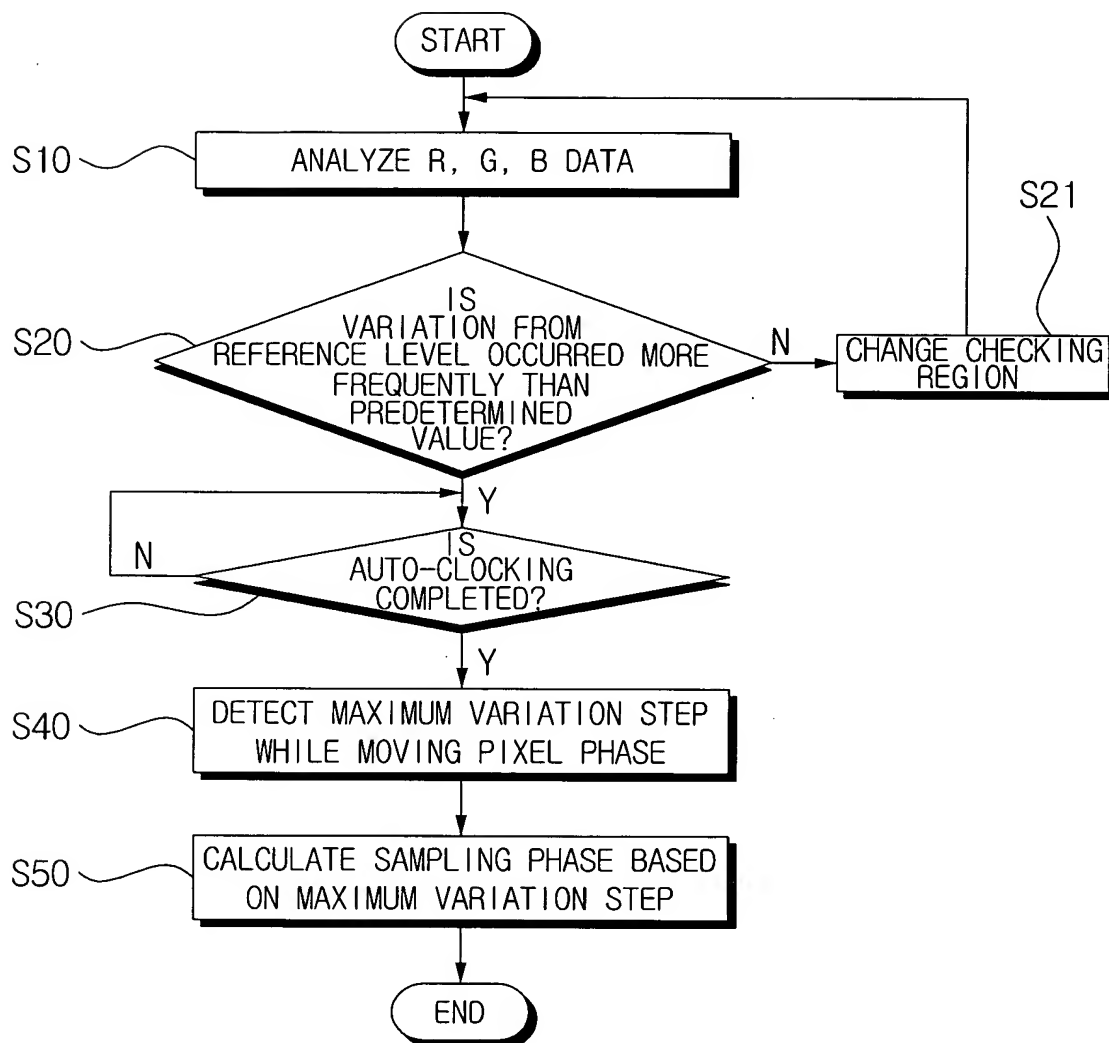 START
S10
ANALYZE R, G, B DATA
S21
S20
IS
VARIATION FROM
REFERENCE LEVEL OCCURRED MORE
FREQUENTLY THAN
PREDETERMINED
VALUE?
N
CHANGE CHECKING
REGION
Y
N
IS
AUTO-CLOCKING
COMPLETED?
S30
Y
S40
DETECT MAXIMUM VARIATION STEP
WHILE MOVING PIXEL PHASE
S50
CALCULATE SAMPLING PHASE BASED
ON MAXIMUM VARIATION STEP
END